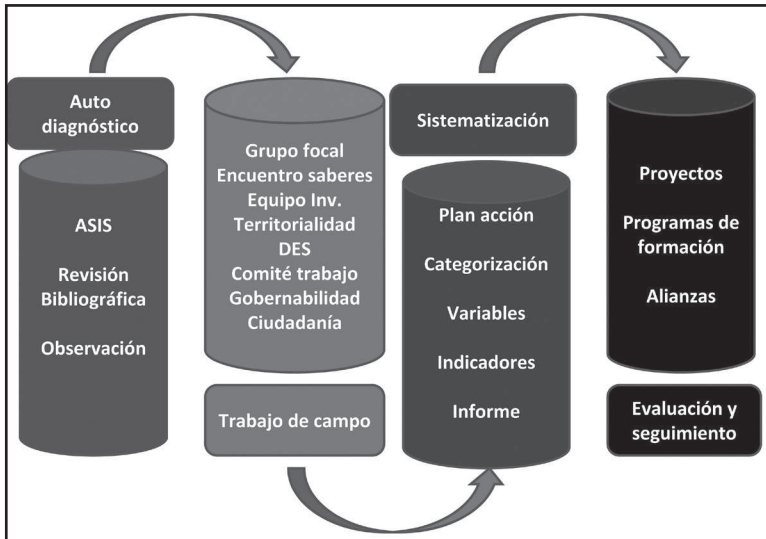 Auto
diagnóstico
ASIS
Revisión
Bibliográfica
Observación
Grupo focal
Encuentro saberes
Equipo Inv.
Territorialidad
DES
Comité trabajo
Gobernabilidad
Ciudadanía
Trabajo de campo
Sistematización
Plan acción
Categorización
Variables
Indicadores
Informe
Proyectos
Programas de
formación
Alianzas
Evaluación y
seguimiento